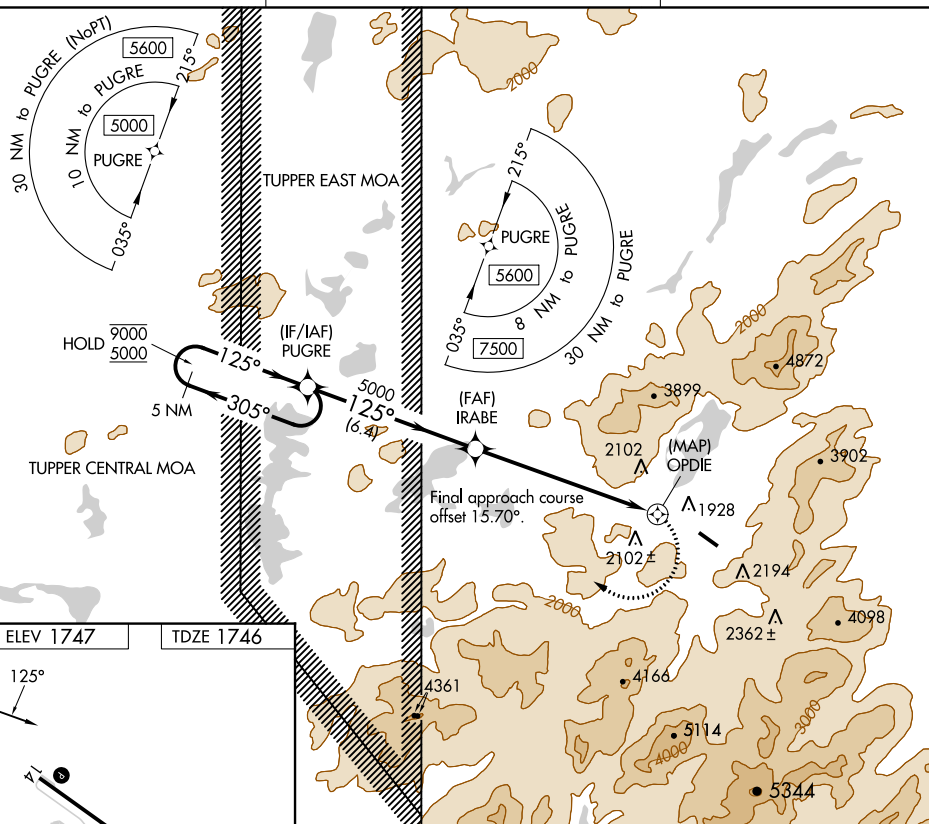 30 NM to PUGRE (NoPT)
5600
215°
10 NM to PUGRE
5000
PUGRE
035°
TUPPER EAST MOA
2000
215°
PUGRE
5600
8 NM to PUGRE
035°
7500
30 NM to PUGRE
2000
4872
HOLD 9000
5000
125°
(IF/IAF)
PUGRE
305°
5 NM
5000
125°
(6.4)
(FAF)
IRABE
3899
2102
(MAP)
OPDIE
3902
TUPPER CENTRAL MOA
Final approach course
offset 15.70°.
1928
2102 ±
2194
2000
2362 ±
4098
ELEV 1747
TDZE 1746
125°
4361
4166
3000
5114
4000
14
P
5344